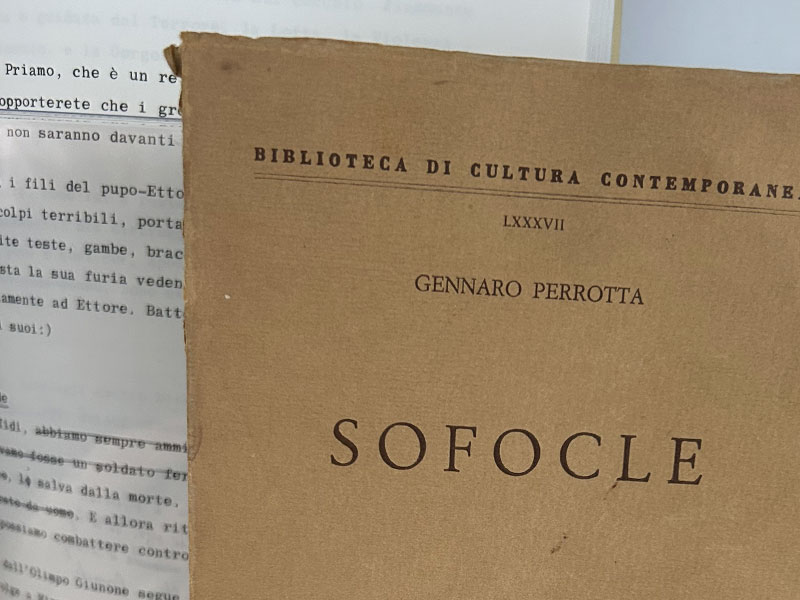 Priamo, che è un re
opporterete che i gr
non saranno davanti
i fili del pupo-Etto
colpi terribili, porta
ite teste, gambe, brac
sta la sua furia veden
amente ad Ettore. Batt
i suoi:)
abbiamo sempre ammi
vamo fosse un soldato fer
salva dalla morte,
E allora rit
possiamo combattere contro
dall'Olimpo Giunone segue
BIBLIOTECA DI CULTURA CONTEMPORANE
LXXXVII
GENNARO PERROTTA
SOFOCLE